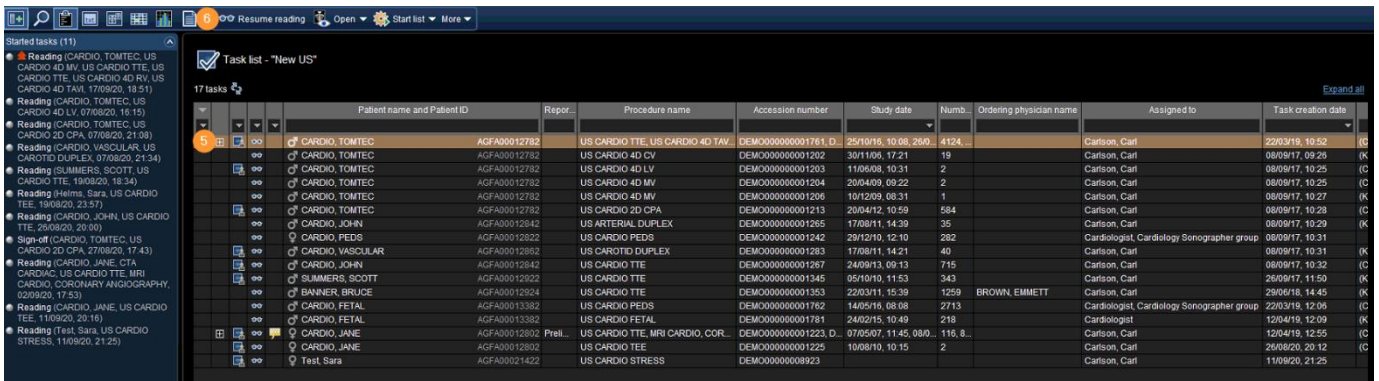 6 Resume reading Open Start list More
Started tasks (11)
Reading (CARDIO, TOMTEC, US
CARDIO 4D MV, US CARDIO TTE, US
CARDIO TTE, US CARDIO 4D RV, US
CARDIO 4D TAVI, 17/09/20, 18:51)
Reading (CARDIO, TOMTEC, US
CARDIO 4D LV, 07/08/20, 16:15)
Reading (CARDIO, TOMTEC, US
CARDIO 2D CPA, 07/08/20, 21:08)
Reading (CARDIO, VASCULAR, US
CAROTID DUPLEX, 07/08/20, 21:34)
Reading (SUMMERS, SCOTT, US
CARDIO TTE, 19/08/20, 18:34)
Reading (Helms, Sara, US CARDIO
TEE, 19/08/20, 23:57)
Reading (CARDIO, JOHN, US CARDIO
TTE, 25/08/20, 20:00)
Sign-off (CARDIO, TOMTEC, US
CARDIO 2D CPA, 27/08/20, 17:43)
Reading (CARDIO, JANE, CTA
CARDIAC, US CARDIO TTE, MRI
CARDIO, CORONARY ANGIOGRAPHY,
02/09/20, 17:53)
Reading (CARDIO, JANE, US CARDIO
TEE, 11/09/20, 20:16)
Reading (Test, Sara, US CARDIO
STRESS, 11/09/20, 21:25)
Task list - "New US"
17 tasks Expand all
Patient name and Patient ID Repor... Procedure name Accession number Study date Numb... Ordering physician name Assigned to Task creation date
5 CARDIO, TOMTEC AGFA00012782 US CARDIO TTE, US CARDIO 4D TAV... DEMO000000001761, D... 25/10/16, 10:08, 26/0... 4124, ... Carlson, Carl 22/03/19, 10:52 (C
CARDIO, TOMTEC AGFA00012782 US CARDIO 4D CV DEMO000000001202 30/11/06, 17:21 19 Carlson, Carl 08/09/17, 09:26 (K
CARDIO, TOMTEC AGFA00012782 US CARDIO 4D LV DEMO000000001203 11/06/08, 10:31 2 Carlson, Carl 08/09/17, 10:25 (C
CARDIO, TOMTEC AGFA00012782 US CARDIO 4D MV DEMO000000001204 20/04/09, 09:22 2 Carlson, Carl 08/09/17, 10:25 (K
CARDIO, TOMTEC AGFA00012782 US CARDIO 4D MV DEMO000000001206 10/12/09, 08:31 1 Carlson, Carl 08/09/17, 10:27 (K
CARDIO, TOMTEC AGFA00012782 US CARDIO 2D CPA DEMO000000001213 20/04/12, 10:59 584 Carlson, Carl 08/09/17, 10:28 (C
CARDIO, JOHN AGFA00012842 US ARTERIAL DUPLEX DEMO000000001265 17/08/11, 14:39 35 Carlson, Carl 08/09/17, 10:29 (K
CARDIO, PEDS AGFA00012822 US CARDIO PEDS DEMO000000001242 29/12/10, 12:10 282 Cardiologist, Cardiology Sonographer group 08/09/17, 10:31
CARDIO, VASCULAR AGFA00012862 US CAROTID DUPLEX DEMO000000001283 17/08/11, 14:21 40 Carlson, Carl 08/09/17, 10:31 (K
CARDIO, JOHN AGFA00012842 US CARDIO TTE DEMO000000001267 24/09/13, 09:13 715 Carlson, Carl 08/09/17, 10:32 (C
SUMMERS, SCOTT AGFA00012922 US CARDIO TTE DEMO000000001345 05/10/10, 11:53 343 Carlson, Carl 26/09/17, 11:50 (K
BANNER, BRUCE AGFA00012924 US CARDIO TTE DEMO000000001353 22/03/11, 15:39 1259 BROWN, EMMETT Carlson, Carl 29/06/18, 14:45 (K
CARDIO, FETAL AGFA00013382 US CARDIO PEDS DEMO000000001762 14/05/16, 08:08 2713 Cardiologist, Cardiology Sonographer group 22/03/19, 12:06 (C
CARDIO, FETAL AGFA00013382 US CARDIO FETAL DEMO000000001781 24/02/15, 10:49 218 Cardiologist 12/04/19, 12:09 (K
CARDIO, JANE AGFA00012802 Preli... US CARDIO TTE, MRI CARDIO, COR... DEMO000000001223, D... 07/05/07, 11:45, 08/0... 116, 8... Carlson, Carl 12/04/19, 12:55 (C
CARDIO, JANE AGFA00012802 US CARDIO TEE DEMO000000001225 10/08/10, 10:15 2 Carlson, Carl 26/08/20, 20:12 (C
Test, Sara AGFA00021422 US CARDIO STRESS DEMO00000008923 Carlson, Carl 11/09/20, 21:25